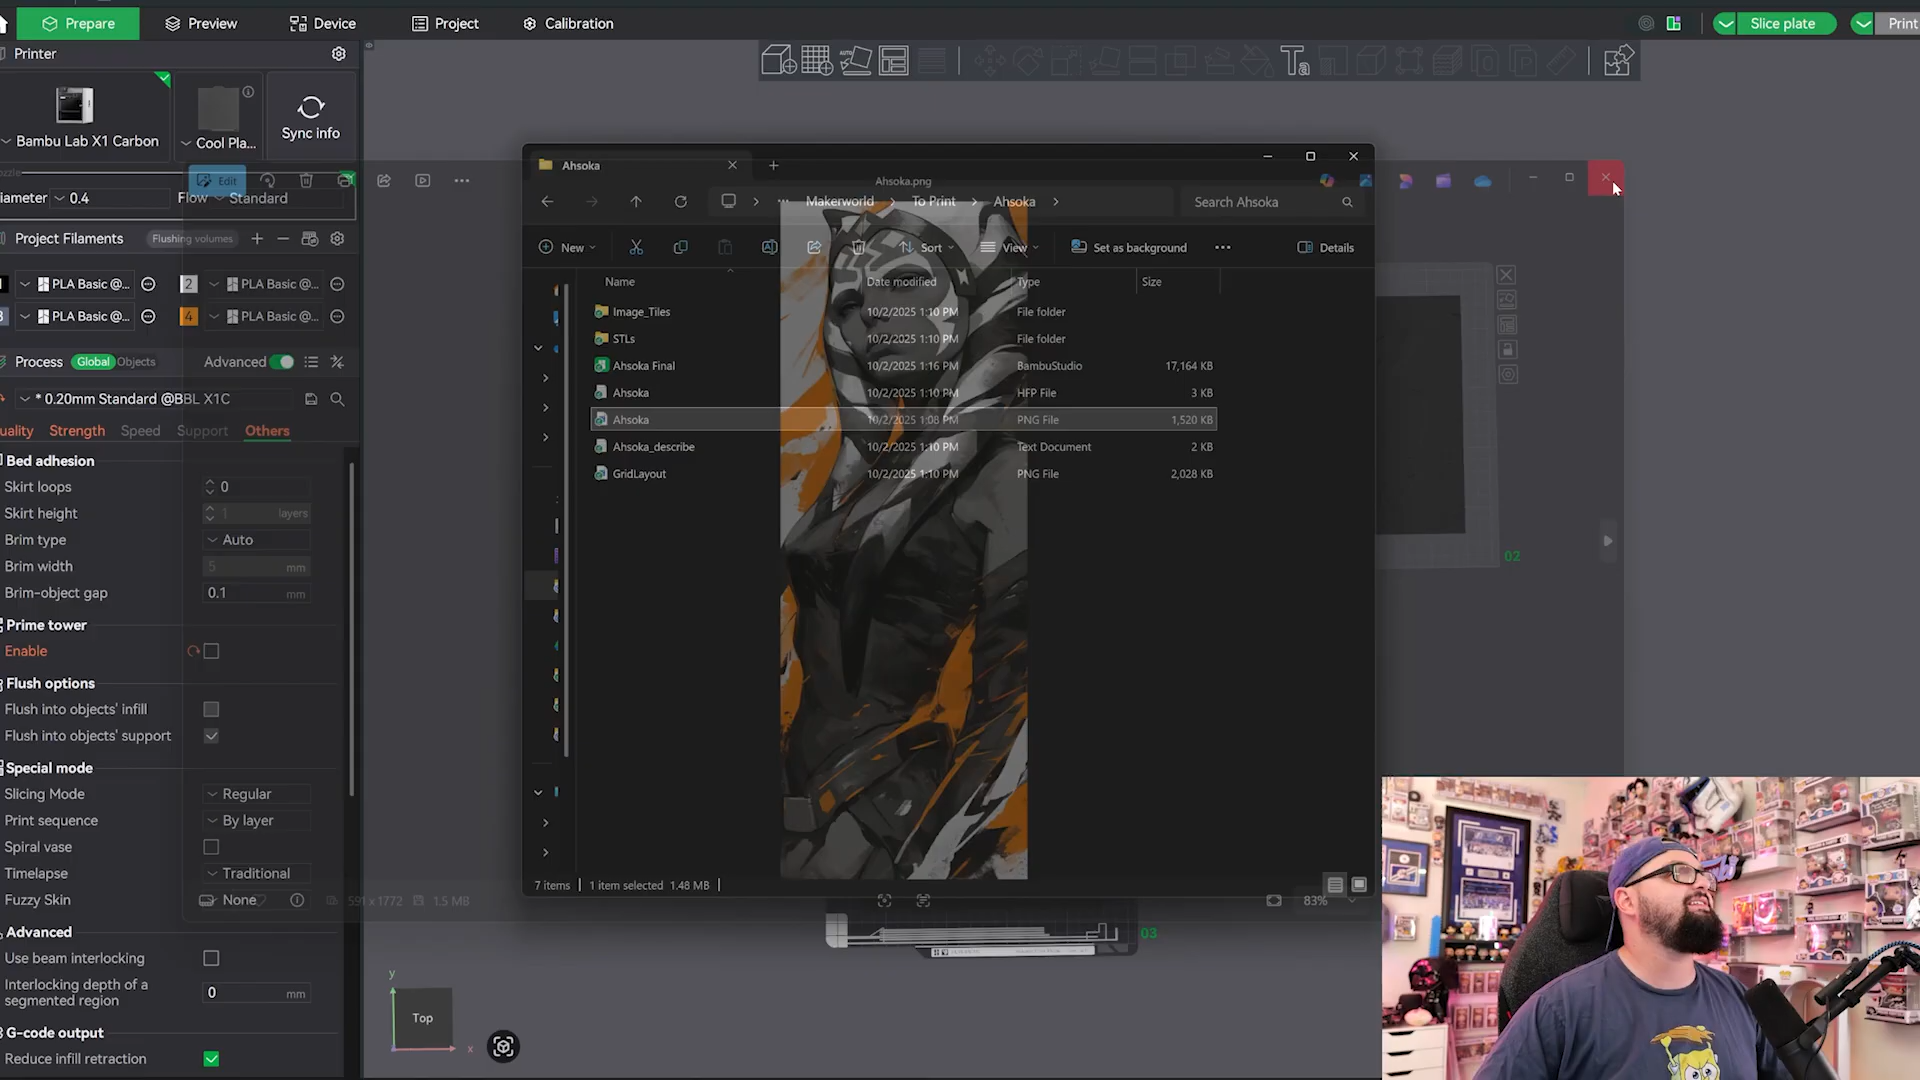 Prepare
Preview
Device
Project
Calibration
Slice plate
Print
Printer
Bambu Lab X1 Carbon
Cool Pla...
Sync info
Edit
0.4
Flow
Standard
Project Filaments
Flushing volumes
PLA Basic @...
2
PLA Basic @...
PLA Basic @...
4
PLA Basic @...
Process
Global
Objects
Advanced
* 0.20mm Standard @BBL X1C
Strength
Speed
Support
Others
Bed adhesion
Skirt loops
0
Skirt height
1
layers
Brim type
Auto
Brim width
5
mm
Brim-object gap
0.1
mm
Prime tower
Enable
Flush options
Flush into objects' infill
Flush into objects' support
Special mode
Slicing Mode
Regular
Print sequence
By layer
Spiral vase
Timelapse
Traditional
Fuzzy Skin
None
591 x 1772
1.5 MB
Advanced
Use beam interlocking
Interlocking depth of a
segmented region
0
mm
G-code output
Reduce infill retraction
Ahsoka
Ahsoka.png
Makerworld
To Print
Ahsoka
Search Ahsoka
New
Sort
View
Set as background
Details
Name
Date modified
Type
Size
Image_Tiles
10/2/2025 1:10 PM
File folder
STLs
10/2/2025 1:10 PM
File folder
Ahsoka Final
10/2/2025 1:16 PM
BambuStudio
17,164 KB
Ahsoka
10/2/2025 1:10 PM
HFP File
3 KB
Ahsoka
10/2/2025 1:08 PM
PNG File
1,520 KB
Ahsoka_describe
10/2/2025 1:10 PM
Text Document
2 KB
GridLayout
10/2/2025 1:10 PM
PNG File
2,028 KB
7 items
1 item selected 1.48 MB
83%
02
03
y
Top
x